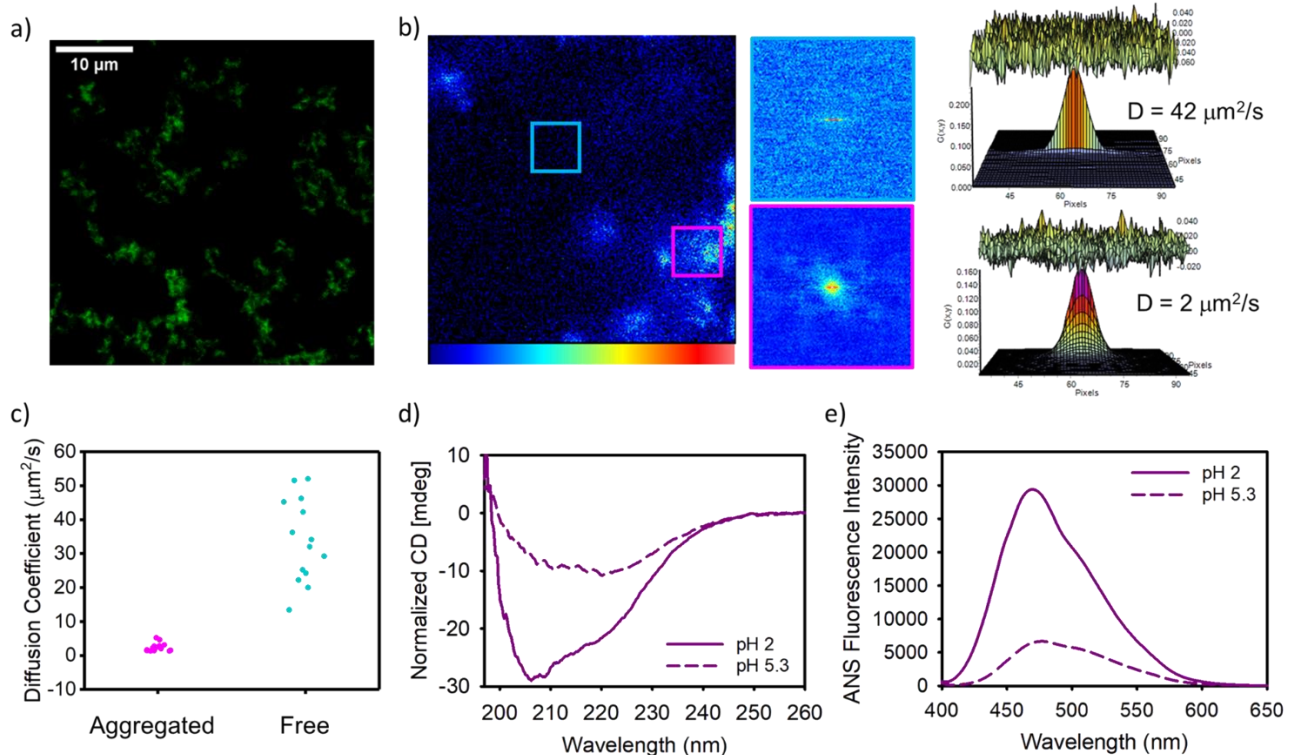 a)
10 µm
b)
0.040
0.020
0.000
0.060
0.200
0.150
0.100
0.050
0.000
G(x,y)
D = 42 µm²/s
90
75
60
45
Pixels
45
60
75
90
Pixels
0.040
0.000
-0.020
0.160
0.140
0.120
0.100
0.080
0.060
0.040
0.020
0.000
G(x,y)
D = 2 µm²/s
Pixels
45
45
60
75
90
Pixels
c)
Diffusion Coefficient (µm²/s)
60
50
40
30
20
10
0
-10
Aggregated
Free
d)
Normalized CD [mdeg]
10
0
-10
-20
-30
pH 2
pH 5.3
200 210 220 230 240 250 260
Wavelength (nm)
e)
ANS Fluorescence Intensity
35000
30000
25000
20000
15000
10000
5000
0
pH 2
pH 5.3
400 450 500 550 600 650
Wavelength (nm)